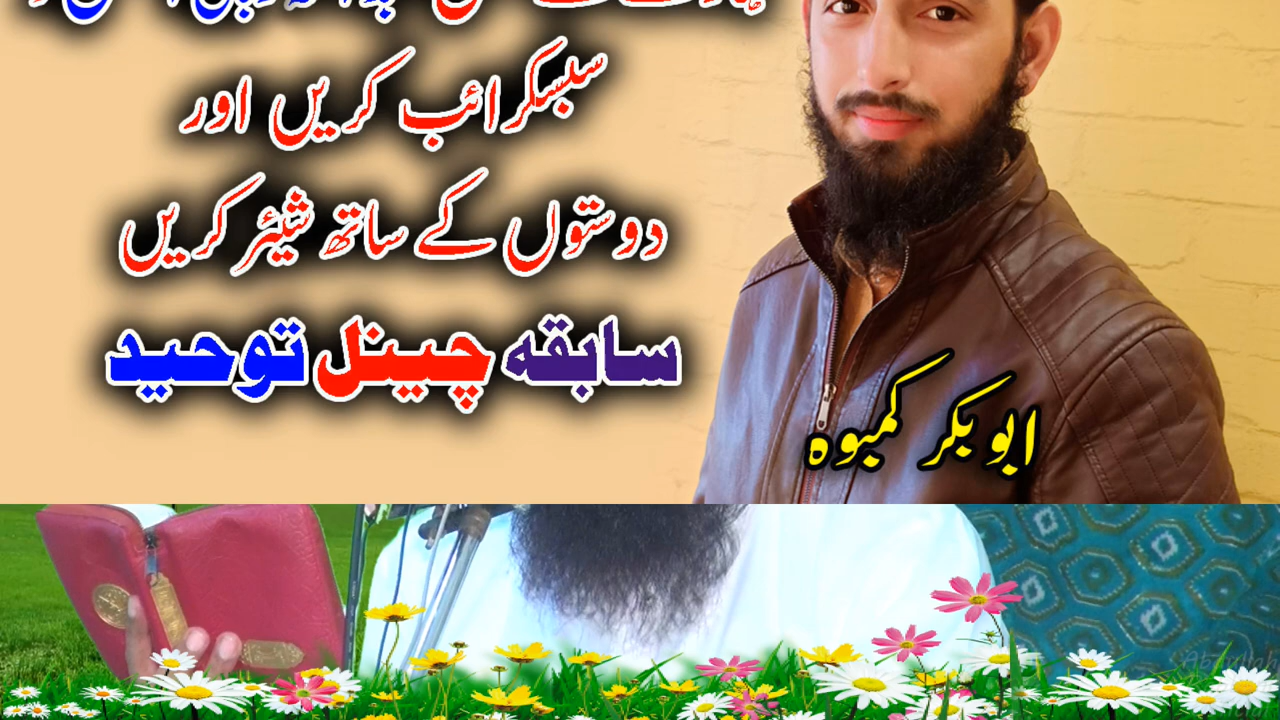 سبسکرائب کریں اور
دوستوں کے ساتھ شیئر کریں
سابقہ چینل توحید
ابوبکر کمبوہ